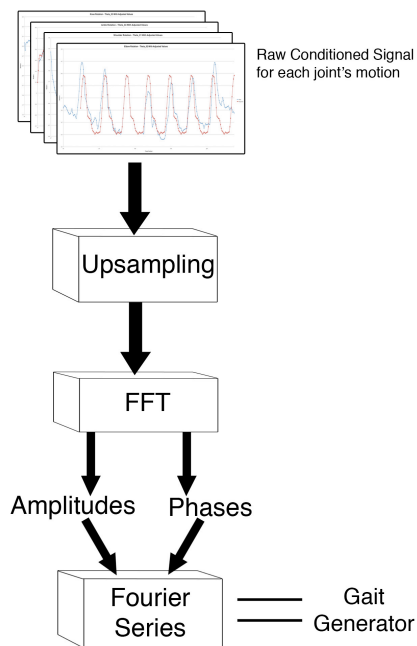 Raw Conditioned Signal
for each joint's motion
Upsampling
FFT
Amplitudes
Phases
Fourier
Series
Gait
Generator